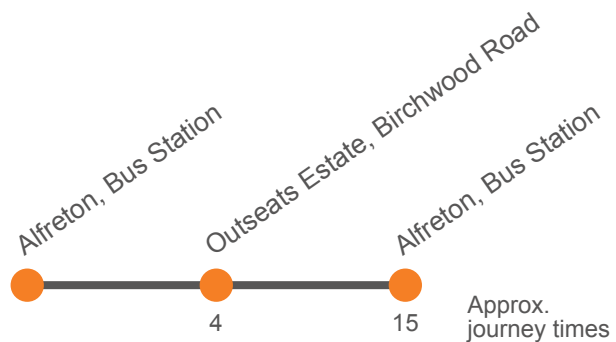 Alfreton, Bus Station
Outseats Estate, Birchwood Road
Alfreton, Bus Station
4
15
Approx.
journey times